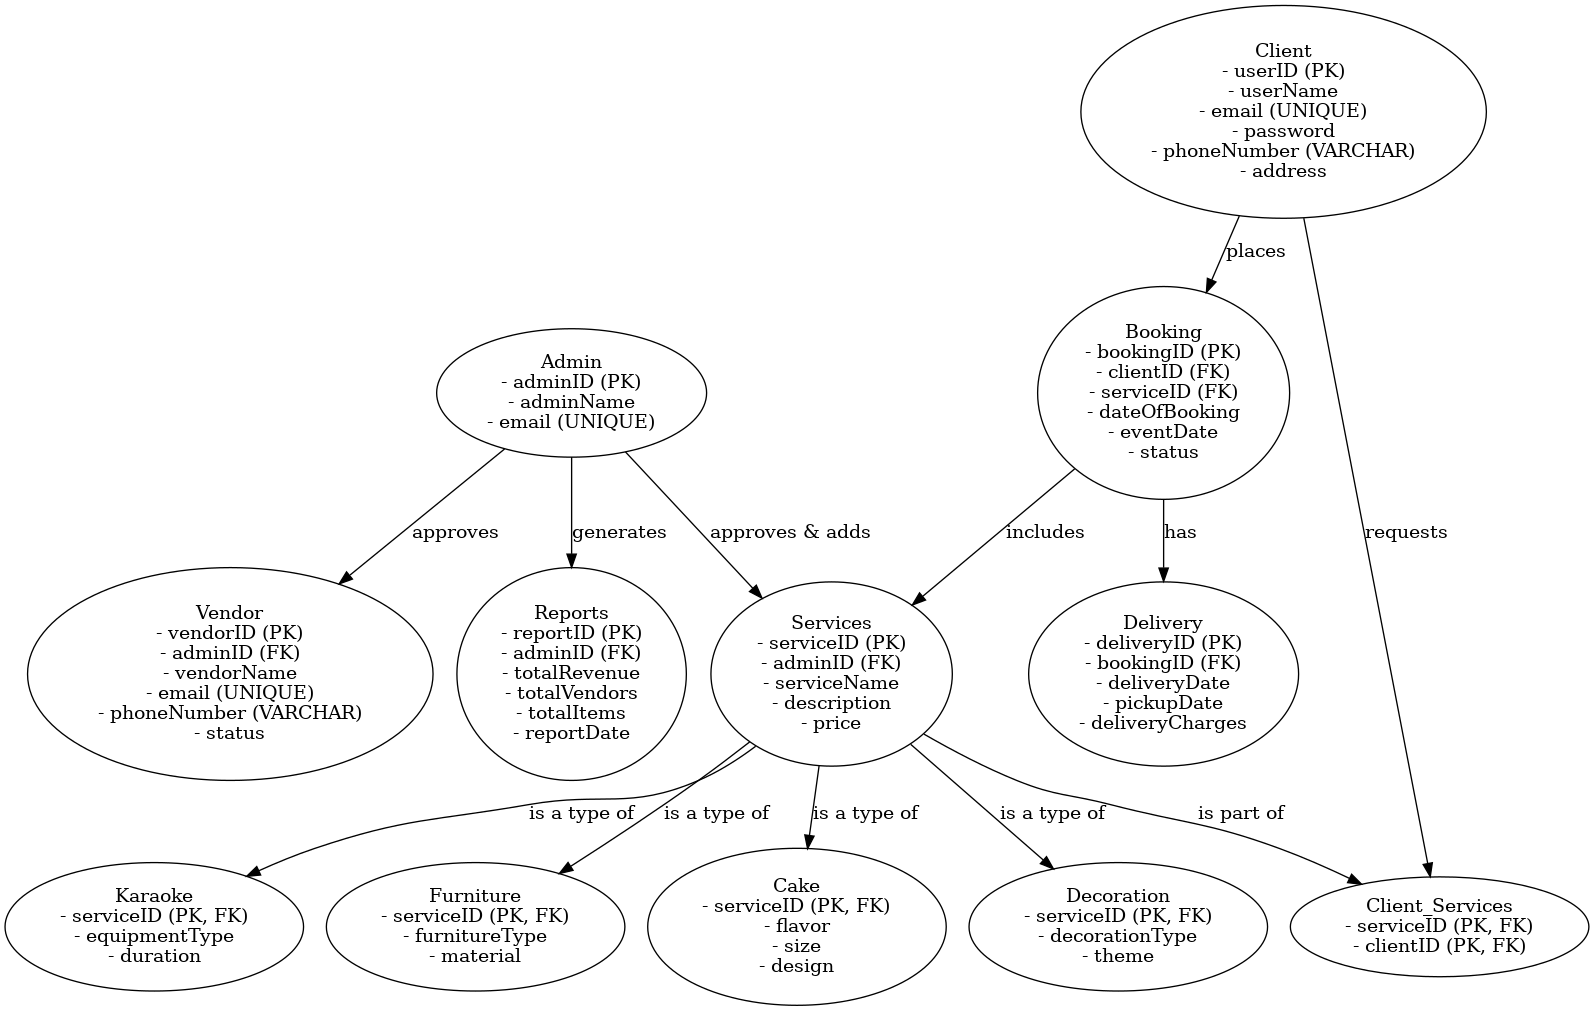 Client
- userID (PK)
- userName
- email (UNIQUE)
- password
- phoneNumber (VARCHAR)
- address
places
Booking
- bookingID (PK)
- clientID (FK)
- serviceID (FK)
- dateOfBooking
- eventDate
- status
Admin
- adminID (PK)
- adminName
- email (UNIQUE)
approves
generates
approves & adds
includes
has
requests
Vendor
- vendorID (PK)
- adminID (FK)
- vendorName
- email (UNIQUE)
- phoneNumber (VARCHAR)
- status
Reports
- reportID (PK)
- adminID (FK)
- totalRevenue
- totalVendors
- totalItems
- reportDate
Services
- serviceID (PK)
- adminID (FK)
- serviceName
- description
- price
Delivery
- deliveryID (PK)
- bookingID (FK)
- deliveryDate
- pickupDate
- deliveryCharges
is a type of
is a type of
is a type of
is a type of
is part of
Karaoke
- serviceID (PK, FK)
- equipmentType
- duration
Furniture
- serviceID (PK, FK)
- furnitureType
- material
Cake
- serviceID (PK, FK)
- flavor
- size
- design
Decoration
- serviceID (PK, FK)
- decorationType
- theme
Client_Services
- serviceID (PK, FK)
- clientID (PK, FK)